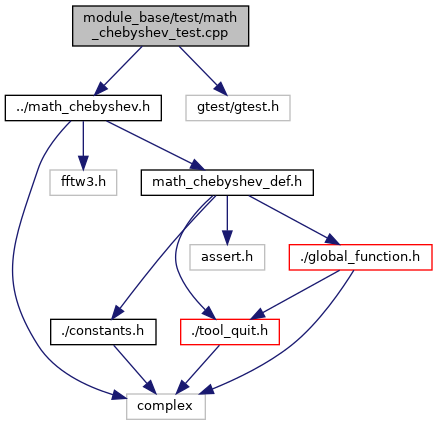 module_base/test/math
_chebyshev_test.cpp
../math_chebyshev.h
gtest/gtest.h
fftw3.h
math_chebyshev_def.h
assert.h
./global_function.h
./constants.h
./tool_quit.h
complex